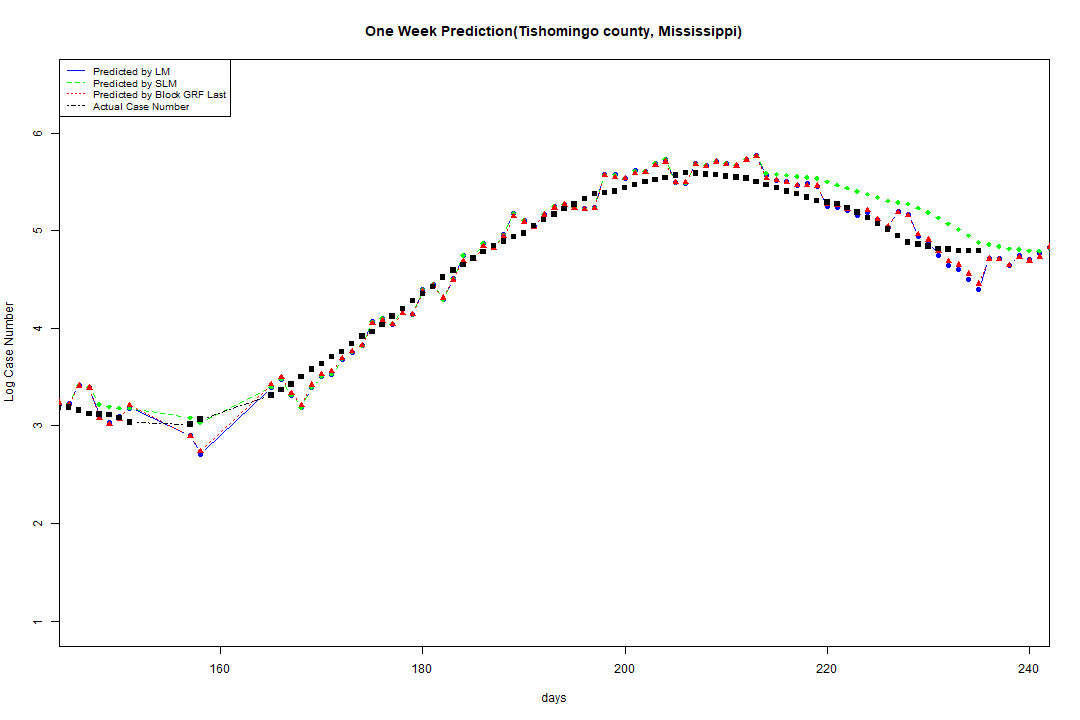 One Week Prediction(Tishomingo county, Mississippi)
Predicted by LM
Predicted by SLM
Predicted by Block GRF Last
Actual Case Number
6
5
4
3
2
1
Log Case Number
160
180
200
220
240
days